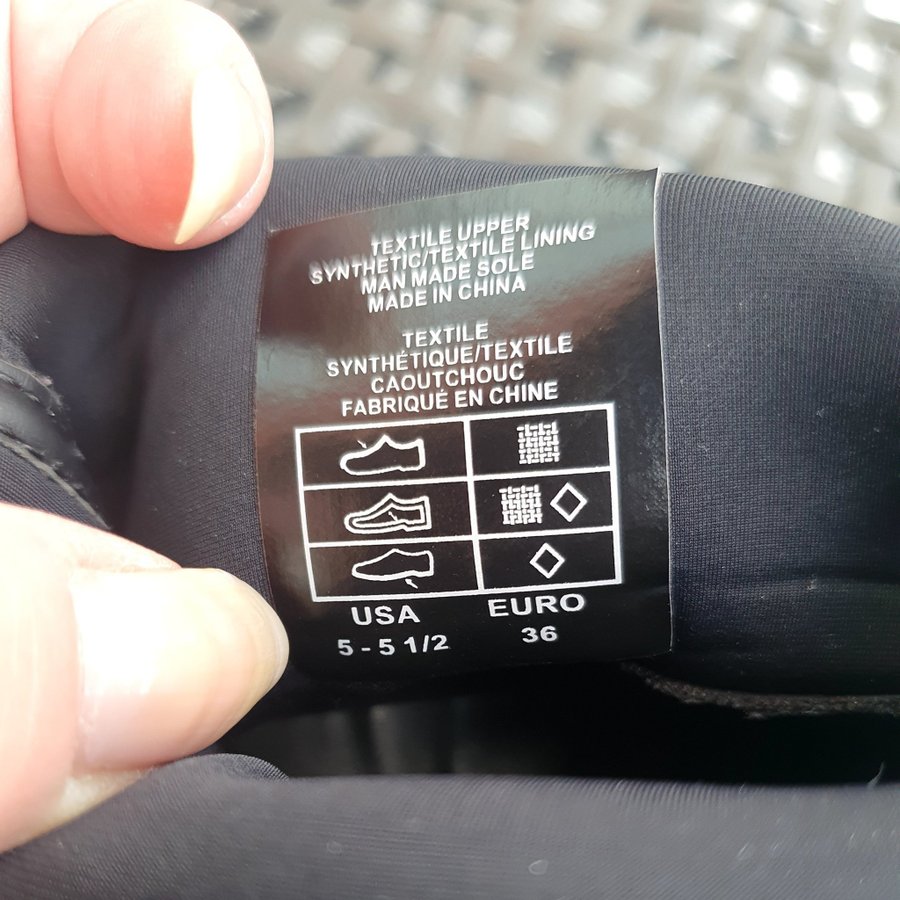 TEXTILE UPPER
SYNTHETIC/TEXTILE LINING
MAN MADE SOLE
MADE IN CHINA
TEXTILE
SYNTHÉTIQUE/TEXTILE
CAOUTCHOUC
FABRIQUÉ EN CHINE
USA EURO
5 - 5 1/2 36